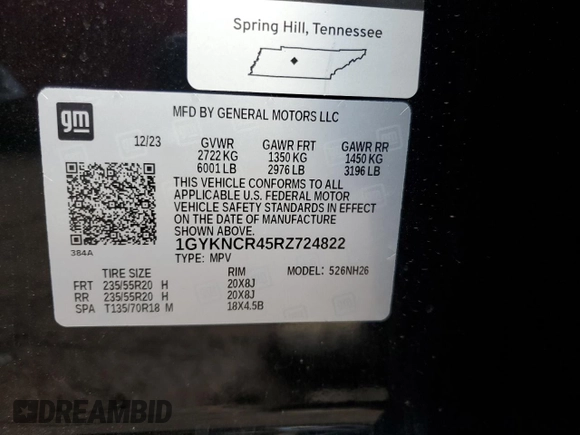 Spring Hill, Tennessee
gm
MFD BY GENERAL MOTORS LLC
12/23 GVWR GAWR FRT GAWR RR
2722 KG 1350 KG 1450 KG
6001 LB 2976 LB 3196 LB
THIS VEHICLE CONFORMS TO ALL
APPLICABLE U.S. FEDERAL MOTOR
VEHICLE SAFETY STANDARDS IN EFFECT
ON THE DATE OF MANUFACTURE
SHOWN ABOVE.
384A
1GYKNCR45RZ724822
TYPE: MPV MODEL: 526NH26
TIRE SIZE RIM
FRT 235/55R20 H 20X8J
RR 235/55R20 H 20X8J
SPA T135/70R18 M 18X4.5B
DREAMBID